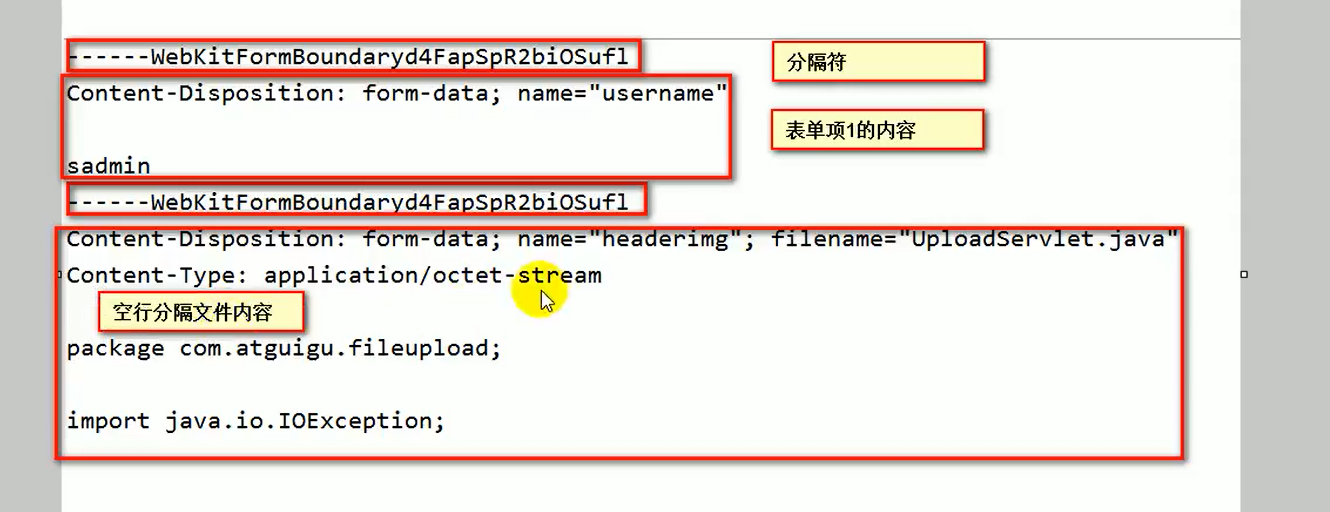 ------WebKitFormBoundaryd4FapSpR2biOSufl
分隔符
Content-Disposition: form-data; name="username"
表单项1的内容
sadmin
------WebKitFormBoundaryd4FapSpR2biOSufl
Content-Disposition: form-data; name="headerimg"; filename="UploadServlet.java"
Content-Type: application/octet-stream
空行分隔文件内容
package com.atguigu.fileupload;
import java.io.IOException;